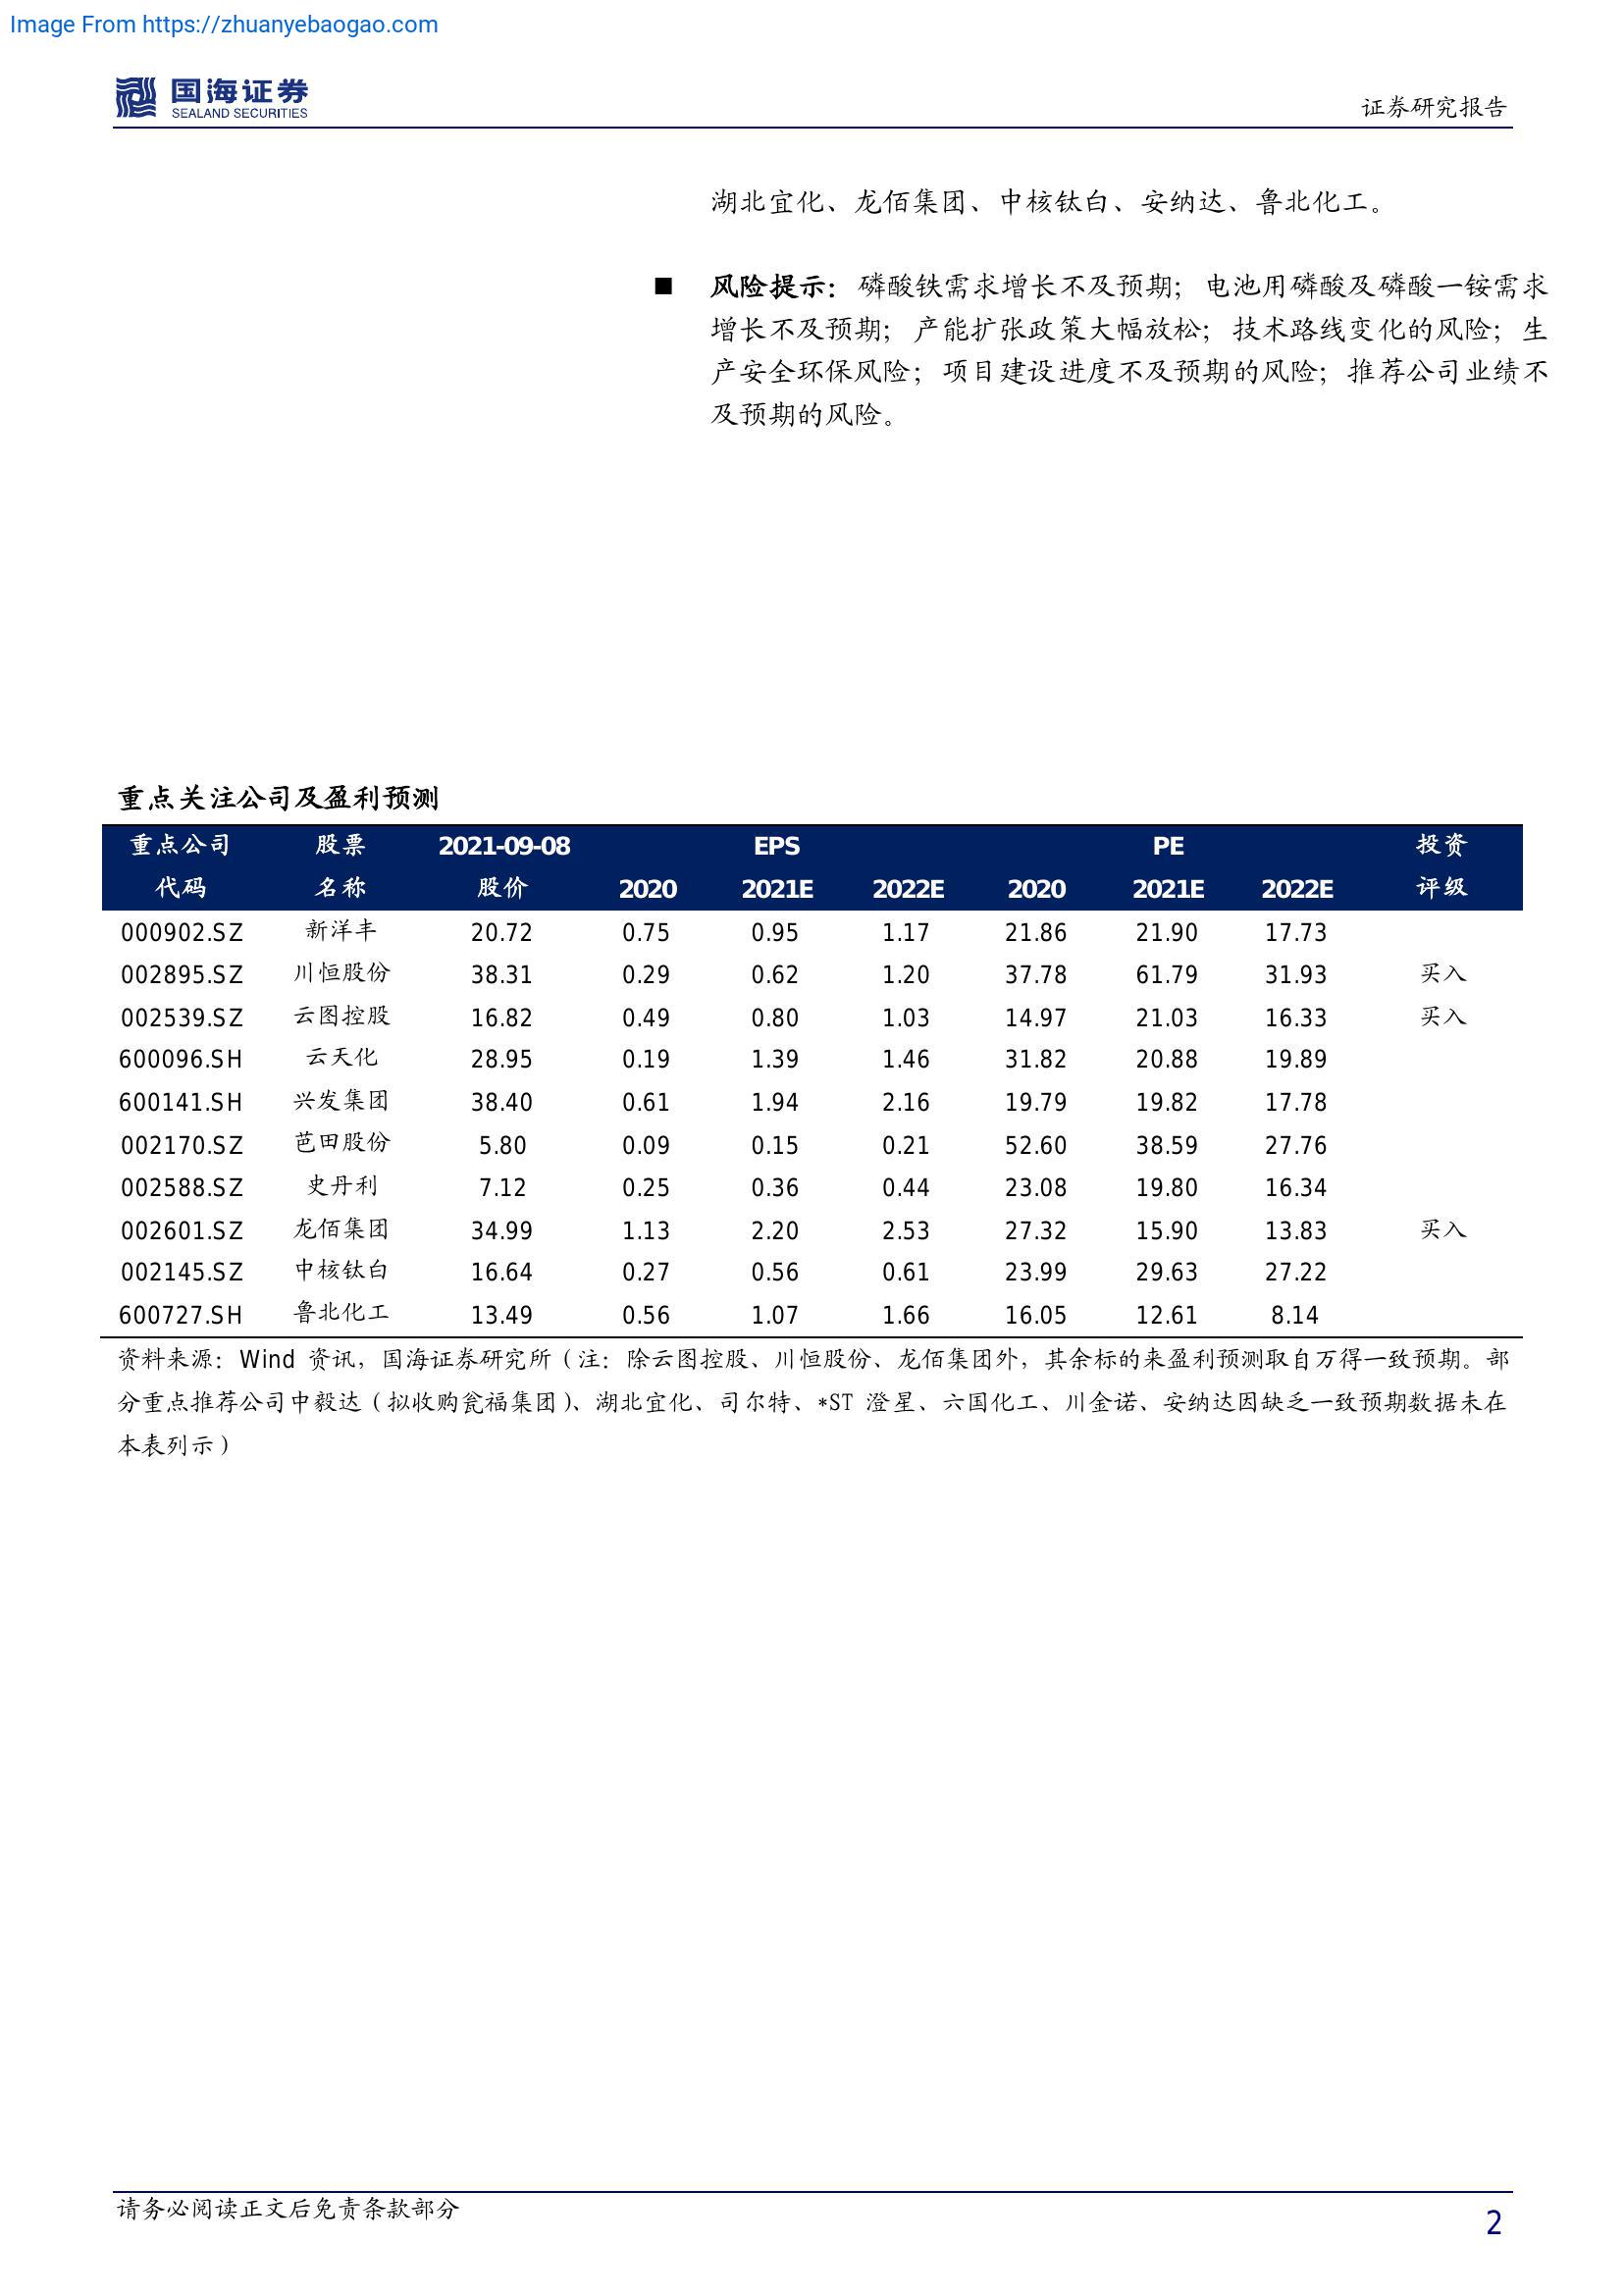 Image From https://zhuanyebaogao.com
国海证券
SEALAND SECURITIES
证券研究报告
湖北宜化、龙佰集团、中核钛白、安纳达、鲁北化工。
■ 风险提示：磷酸铁需求增长不及预期；电池用磷酸及磷酸一铵需求
增长不及预期；产能扩张政策大幅放松；技术路线变化的风险；生
产安全环保风险；项目建设进度不及预期的风险；推荐公司业绩不
及预期的风险。
重点关注公司及盈利预测
重点公司 股票 2021-09-08 EPS PE 投资
代码 名称 股价 2020 2021E 2022E 2020 2021E 2022E 评级
000902.SZ 新洋丰 20.72 0.75 0.95 1.17 21.86 21.90 17.73
002895.SZ 川恒股份 38.31 0.29 0.62 1.20 37.78 61.79 31.93 买入
002539.SZ 云图控股 16.82 0.49 0.80 1.03 14.97 21.03 16.33 买入
600096.SH 云天化 28.95 0.19 1.39 1.46 31.82 20.88 19.89
600141.SH 兴发集团 38.40 0.61 1.94 2.16 19.79 19.82 17.78
002170.SZ 芭田股份 5.80 0.09 0.15 0.21 52.60 38.59 27.76
002588.SZ 史丹利 7.12 0.25 0.36 0.44 23.08 19.80 16.34
002601.SZ 龙佰集团 34.99 1.13 2.20 2.53 27.32 15.90 13.83 买入
002145.SZ 中核钛白 16.64 0.27 0.56 0.61 23.99 29.63 27.22
600727.SH 鲁北化工 13.49 0.56 1.07 1.66 16.05 12.61 8.14
资料来源：Wind 资讯，国海证券研究所（注：除云图控股、川恒股份、龙佰集团外，其余标的来盈利预测取自万得一致预期。部
分重点推荐公司中毅达（拟收购瓮福集团）、湖北宜化、司尔特、*ST 澄星、六国化工、川金诺、安纳达因缺乏一致预期数据未在
本表列示）
请务必阅读正文后免责条款部分
2